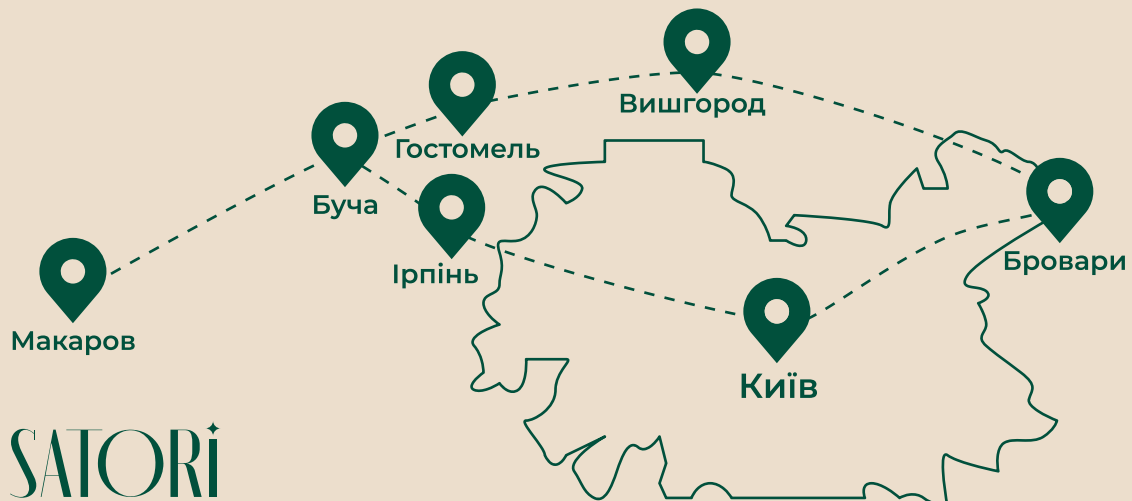 Вишгород
Гостомель
Буча
Ірпінь
Бровари
Макаров
Київ
SATORI